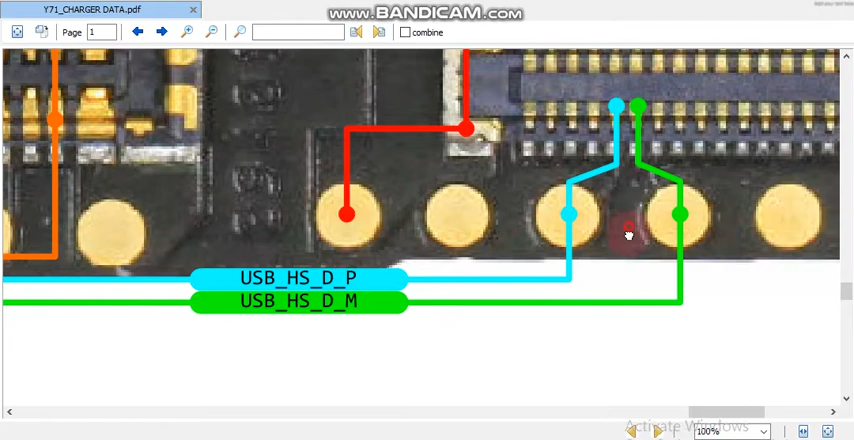 www.BANDICAM.com
Y71_CHARGER DATA.pdf
Page 1
combine
USB_HS_D_P
USB_HS_D_M
Activate Windows
100%